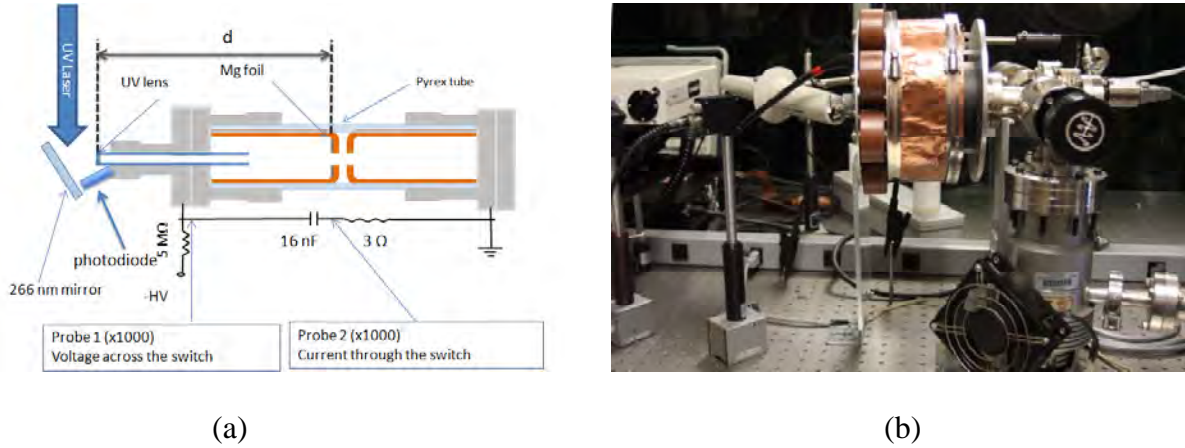 d
UV Laser
Mg foil
UV lens
Pyrex tube
5 MΩ
16 nF
3 Ω
photodiode
266 nm mirror
-HV
Probe 1 (x1000)
Voltage across the switch
Probe 2 (x1000)
Current through the switch
(a)
(b)